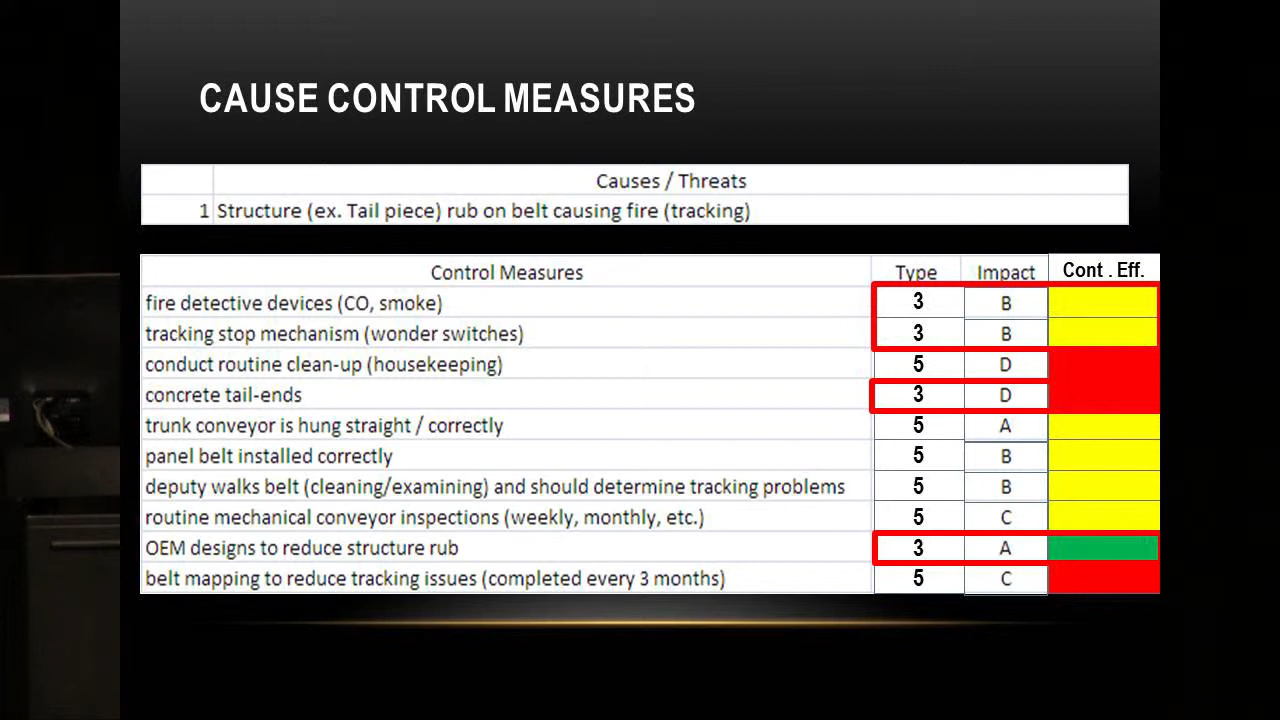 CAUSE CONTROL MEASURES
Causes / Threats
1 Structure (ex. Tail piece) rub on belt causing fire (tracking)
Control Measures Type Impact Cont . Eff.
fire detective devices (CO, smoke) 3 B
tracking stop mechanism (wonder switches) 3 B
conduct routine clean-up (housekeeping) 5 D
concrete tail-ends 3 D
trunk conveyor is hung straight / correctly 5 A
panel belt installed correctly 5 B
deputy walks belt (cleaning/examining) and should determine tracking problems 5 B
routine mechanical conveyor inspections (weekly, monthly, etc.) 5 C
OEM designs to reduce structure rub 3 A
belt mapping to reduce tracking issues (completed every 3 months) 5 C